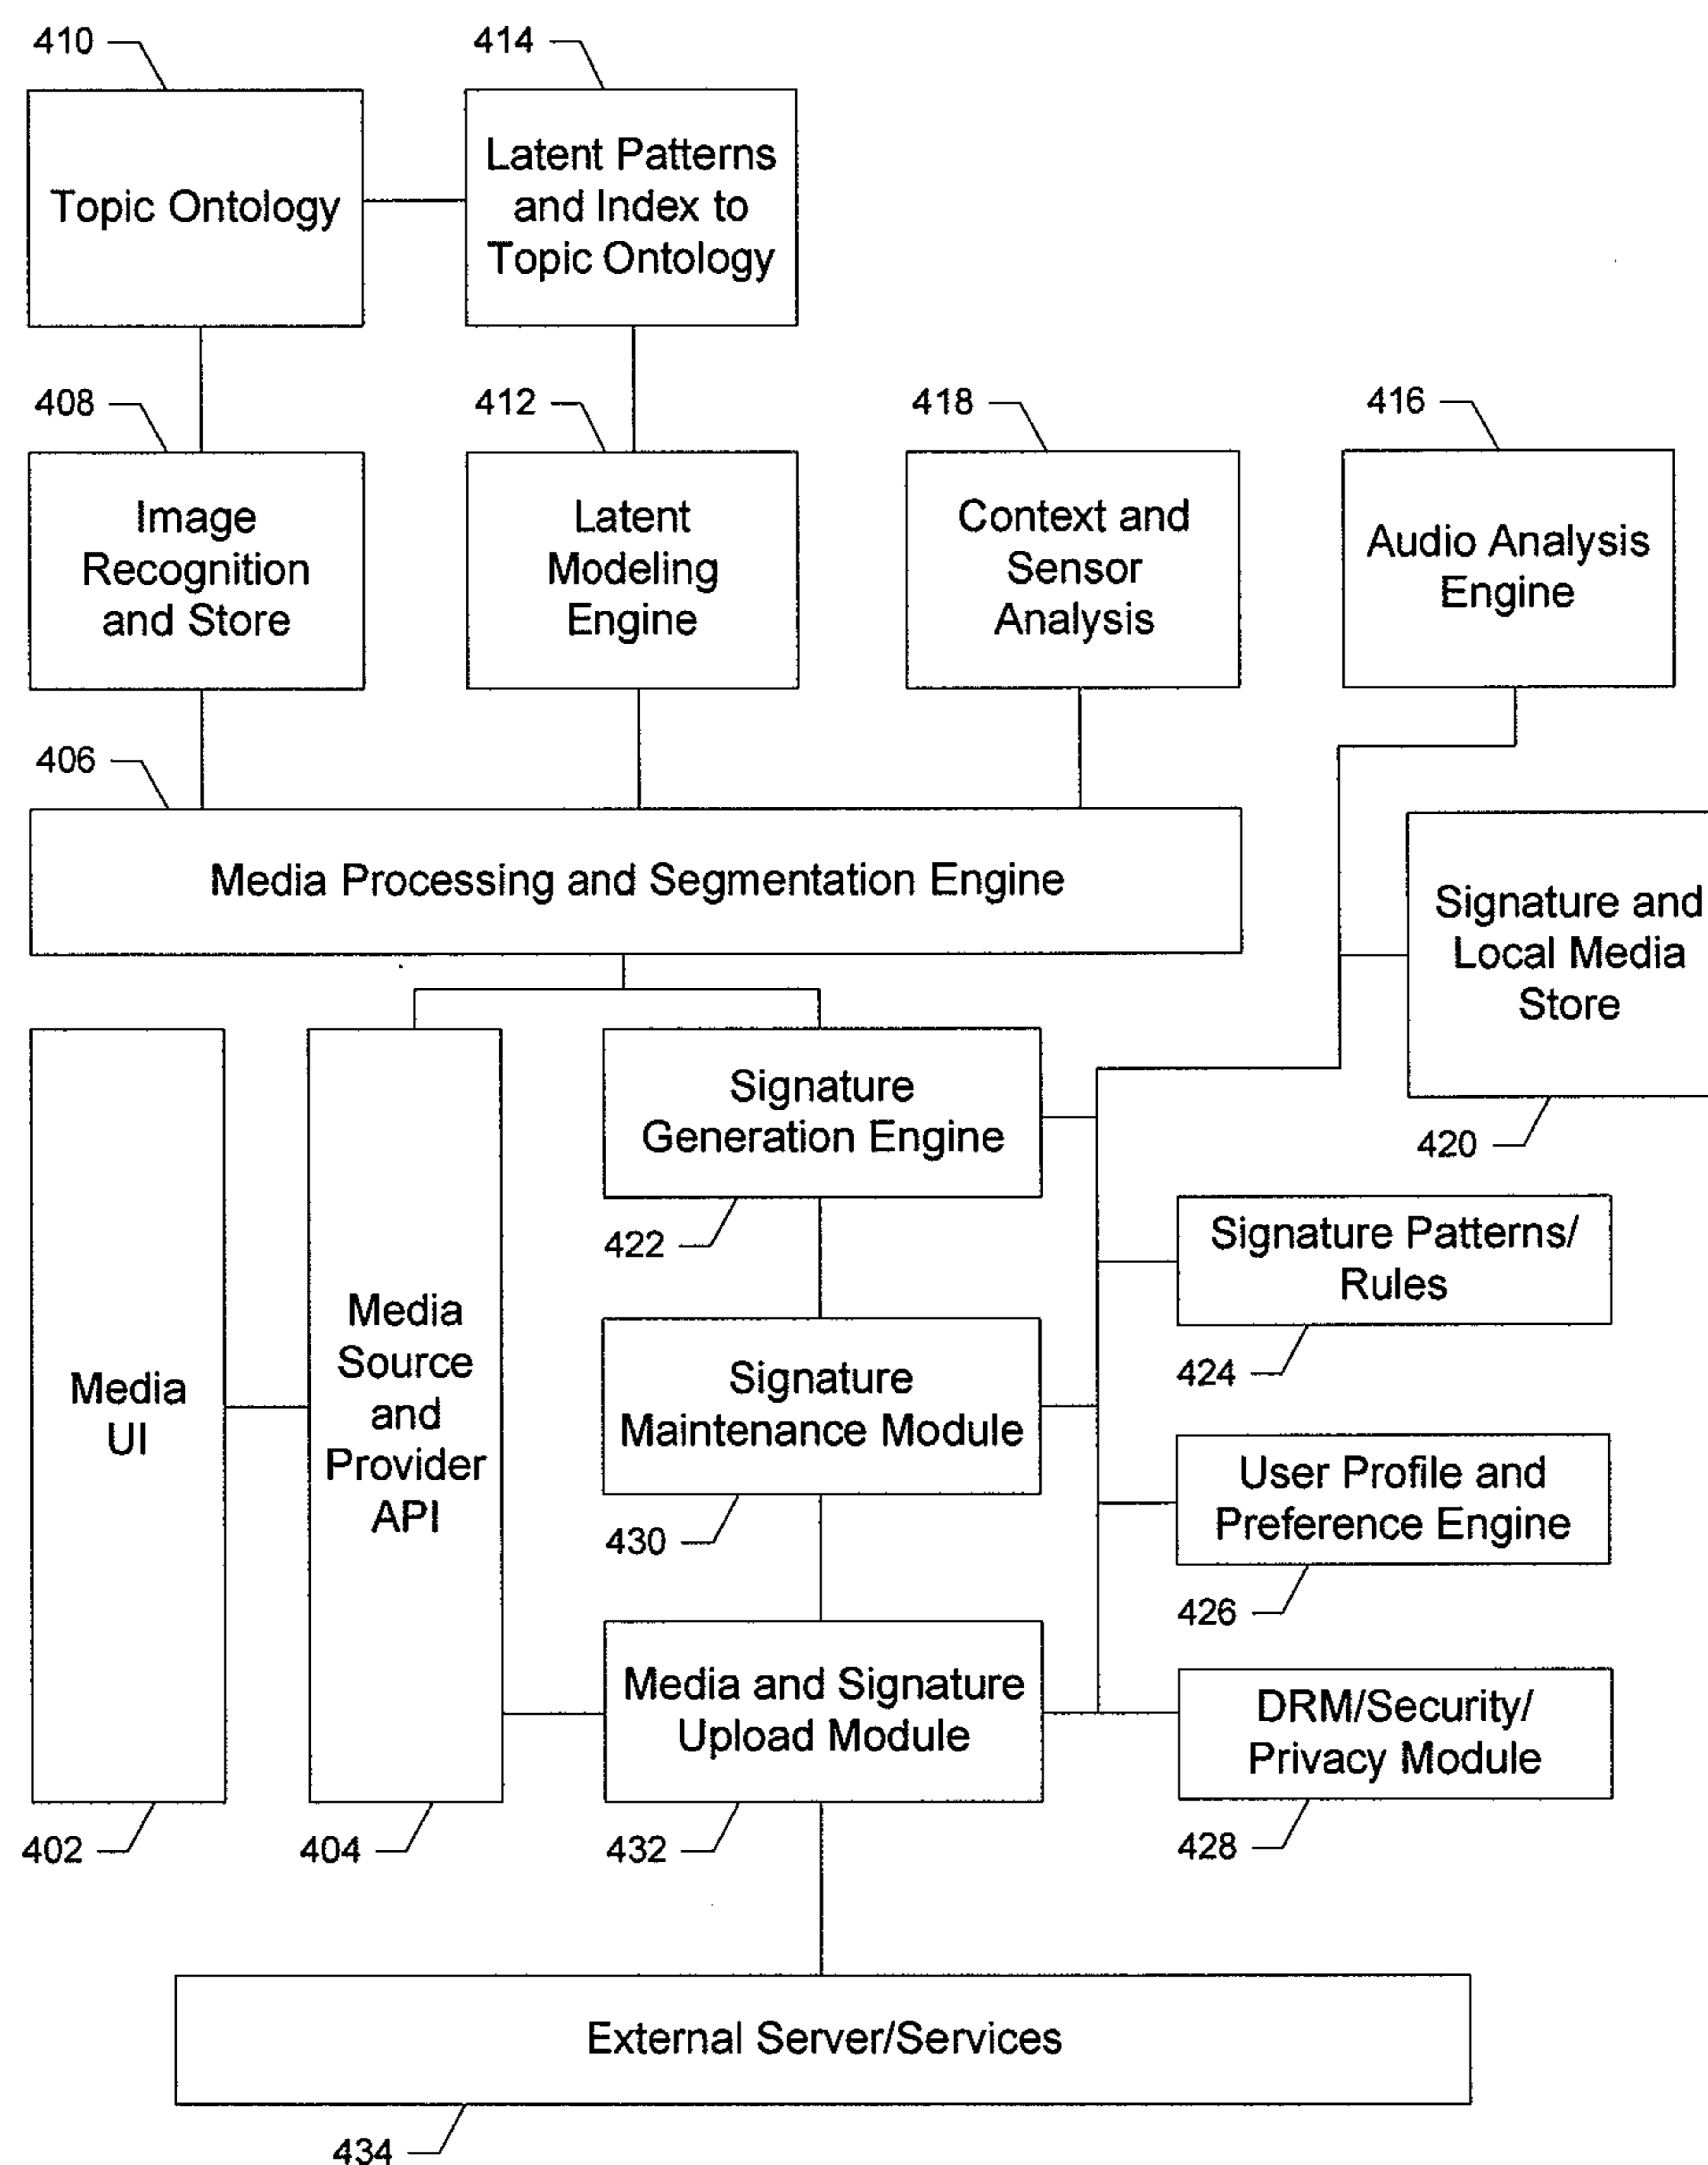 410
414
Topic Ontology
Latent Patterns
and Index to
Topic Ontology
408
412
418
416
Image
Recognition
and Store
Latent
Modeling
Engine
Context and
Sensor
Analysis
Audio Analysis
Engine
406
Media Processing and Segmentation Engine
Signature and
Local Media
Store
420
Media
UI
402
Media
Source
and
Provider
API
404
Signature
Generation Engine
422
Signature
Maintenance Module
430
Media and Signature
Upload Module
432
Signature Patterns/
Rules
424
User Profile and
Preference Engine
426
DRM/Security/
Privacy Module
428
External Server/Services
434